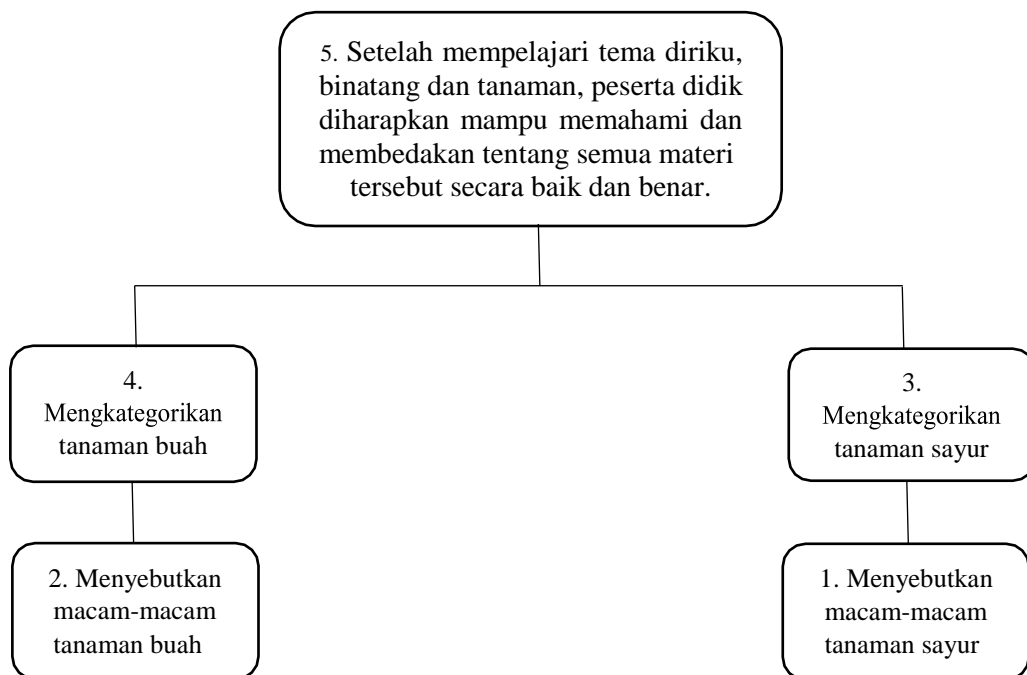 5. Setelah mempelajari tema diriku,
binatang dan tanaman, peserta didik
diharapkan mampu memahami dan
membedakan tentang semua materi
tersebut secara baik dan benar.
4.
Mengkategorikan
tanaman buah
3.
Mengkategorikan
tanaman sayur
2. Menyebutkan
macam-macam
tanaman buah
1. Menyebutkan
macam-macam
tanaman sayur